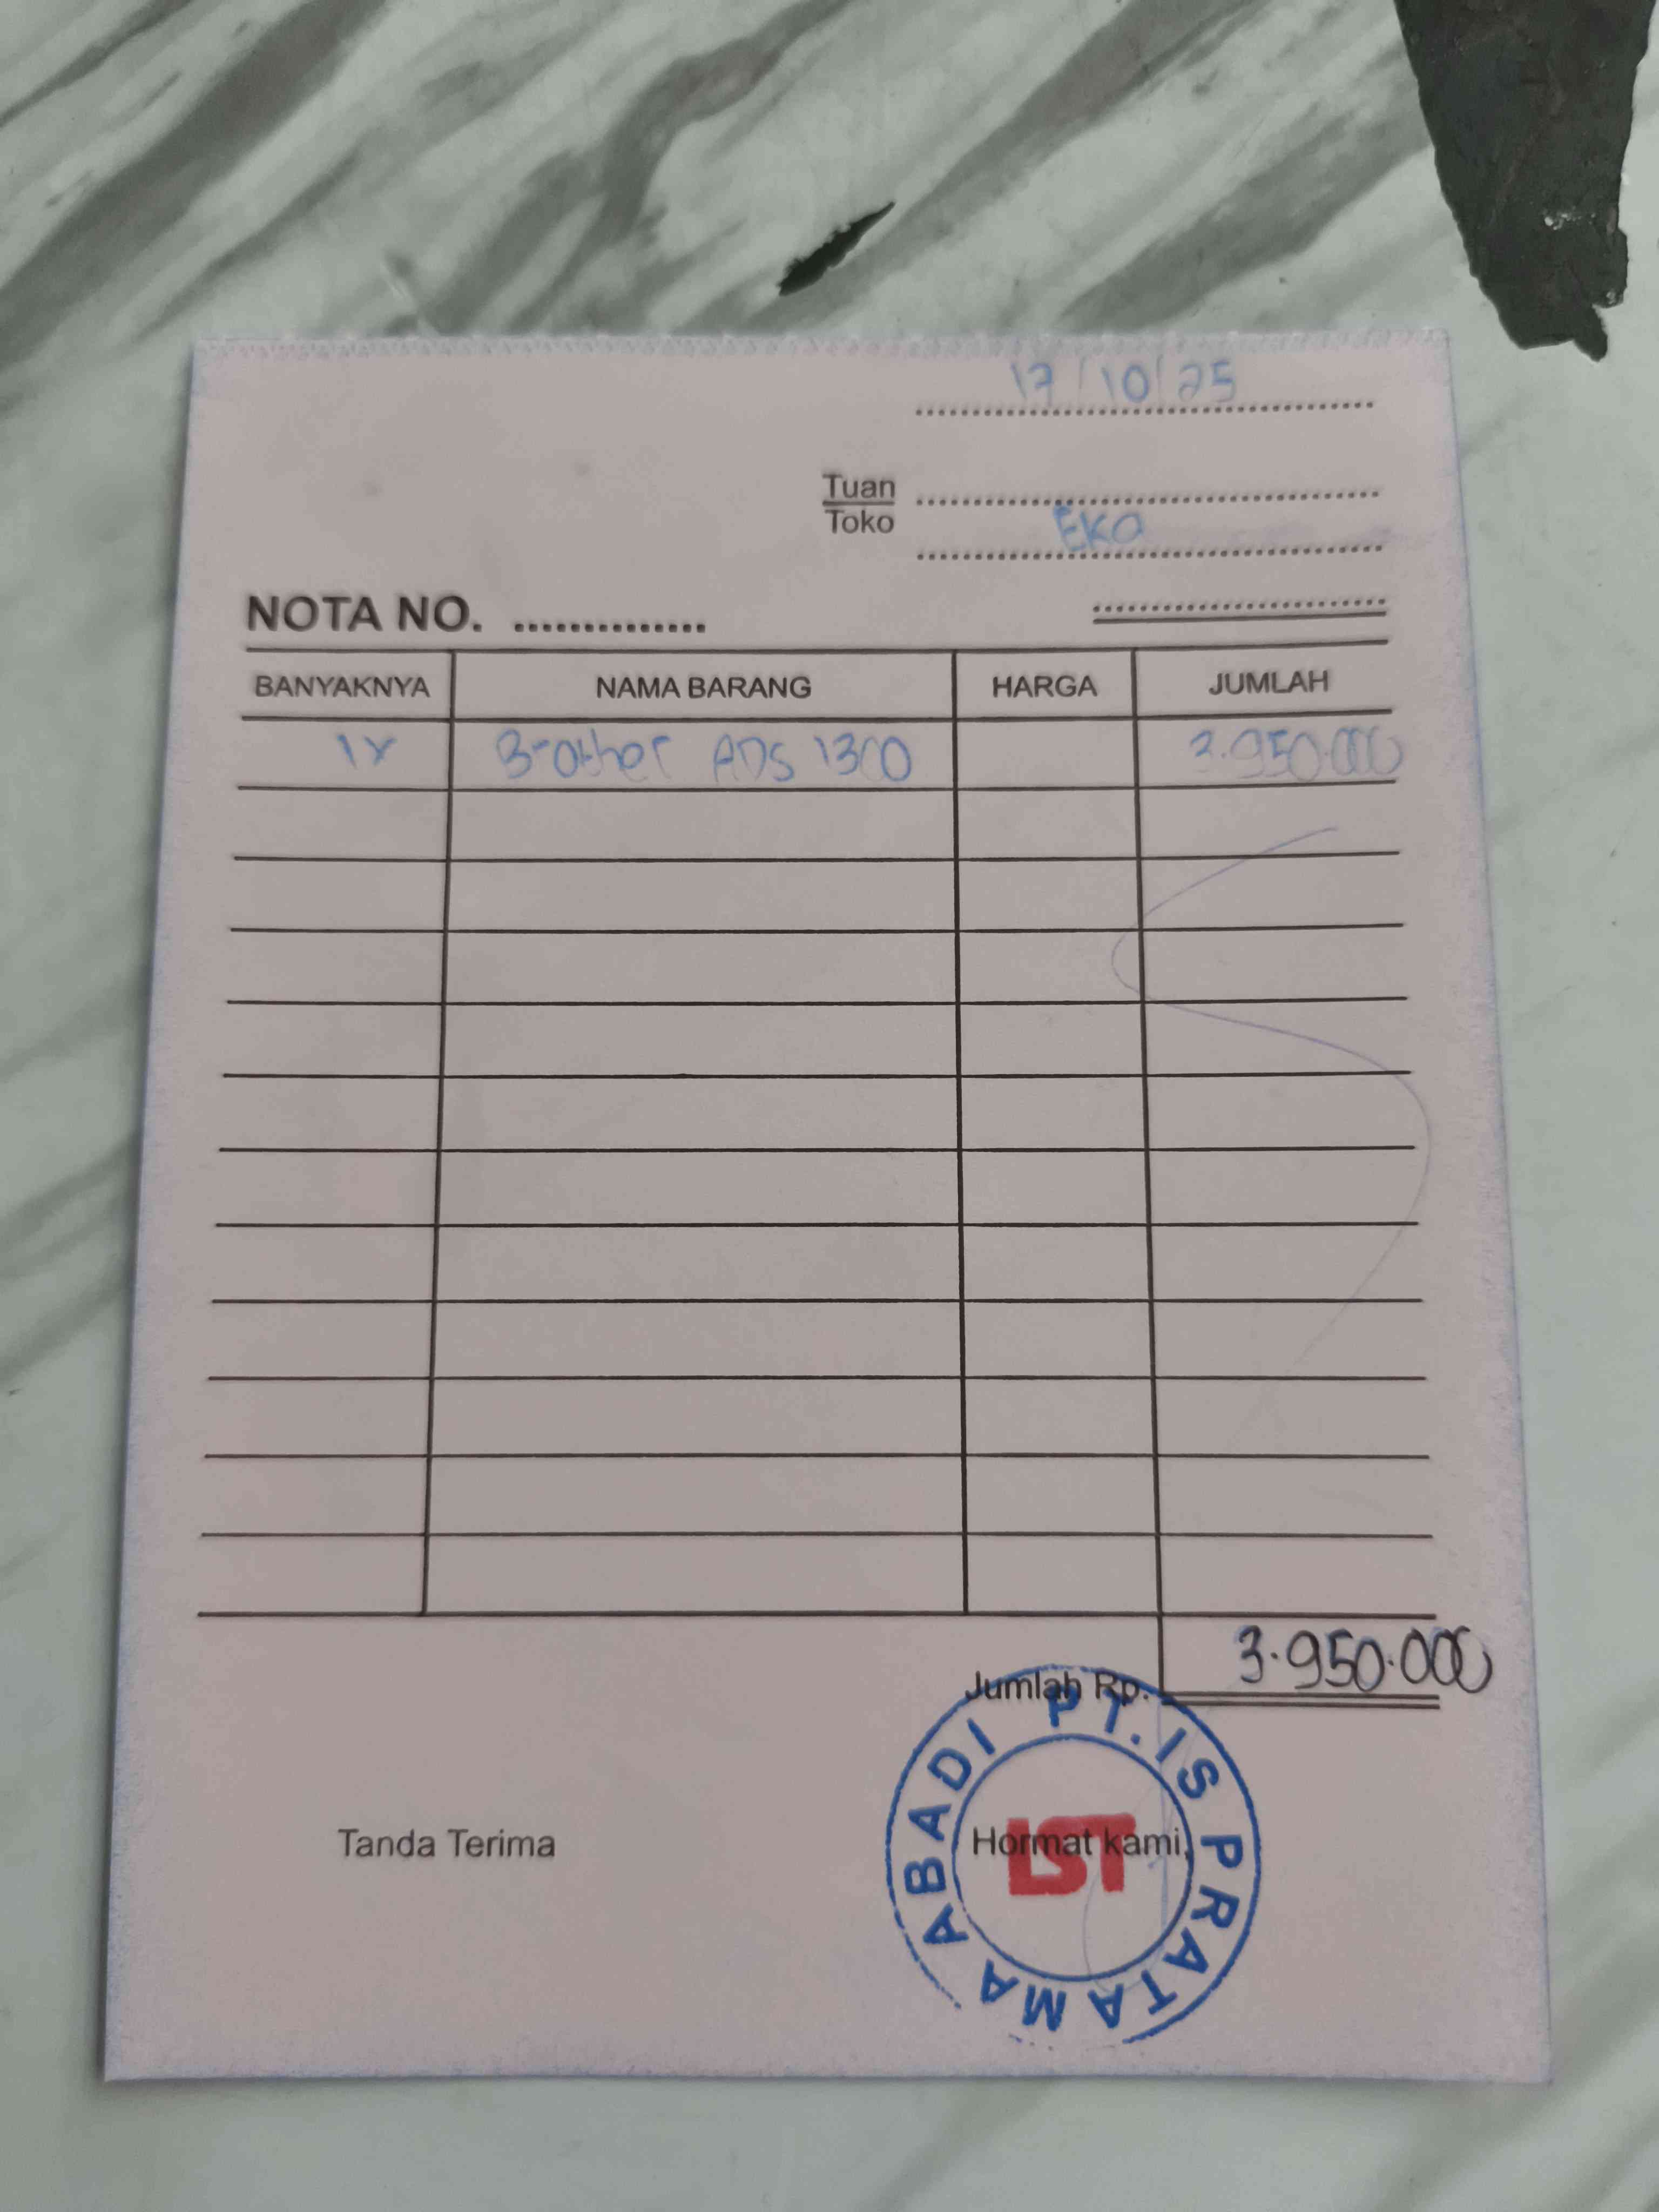 17/10/25
Tuan
Toko
Eko
NOTA NO. ..............
BANYAKNYA NAMA BARANG HARGA JUMLAH
1x Brother ADS 1300 3.950.000
Jumlah Rp. 3.950.000
Tanda Terima Hormat kami,
PT. IS PRATAMA ABADI
IST